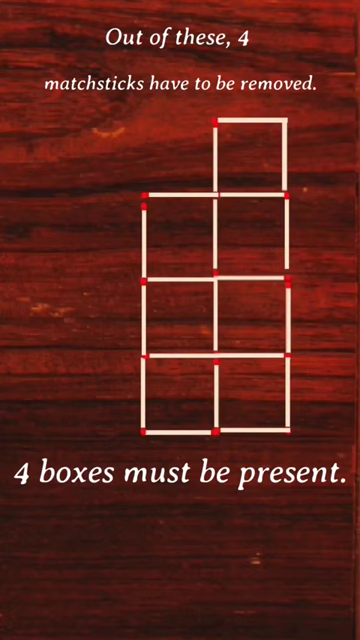 Out of these, 4
matchsticks have to be removed.
4 boxes must be present.